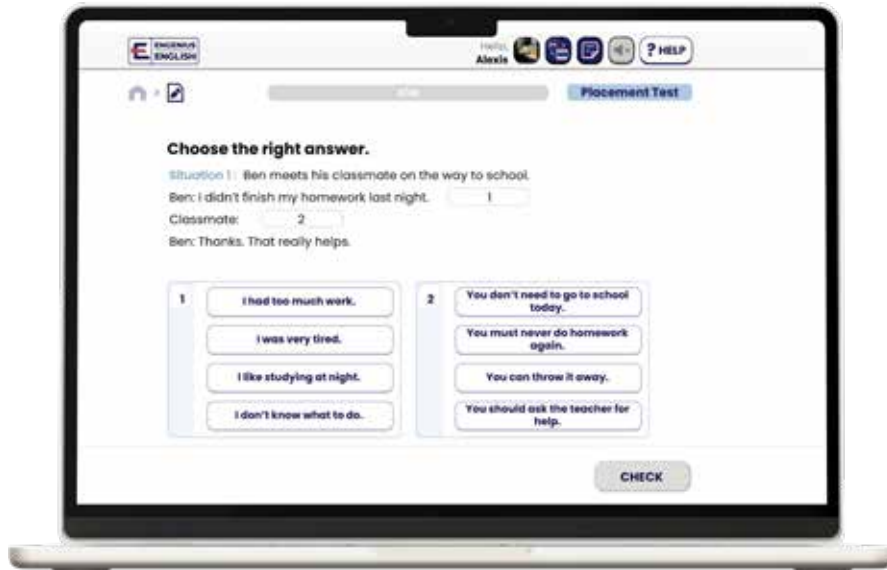 ENGENIUS
ENGLISH
Hello,
Alexis
? HELP
Placement Test
Choose the right answer.
Situation 1: Ben meets his classmate on the way to school.
Ben: I didn't finish my homework last night. 1
Classmate: 2
Ben: Thanks. That really helps.
1
I had too much work.
I was very tired.
I like studying at night.
I don't know what to do.
2
You don't need to go to school
today.
You must never do homework
again.
You can throw it away.
You should ask the teacher for
help.
CHECK